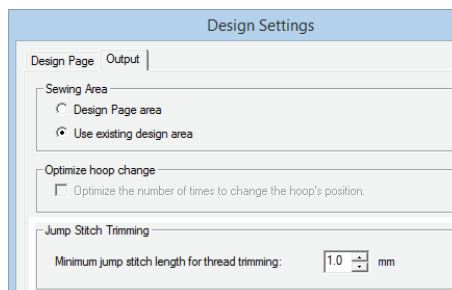 Design Settings
Design Page Output
Sewing Area
Design Page area
Use existing design area
Optimize hoop change
Optimize the number of times to change the hoop's position.
Jump Stitch Trimming
Minimum jump stitch length for thread trimming: 1.0 mm